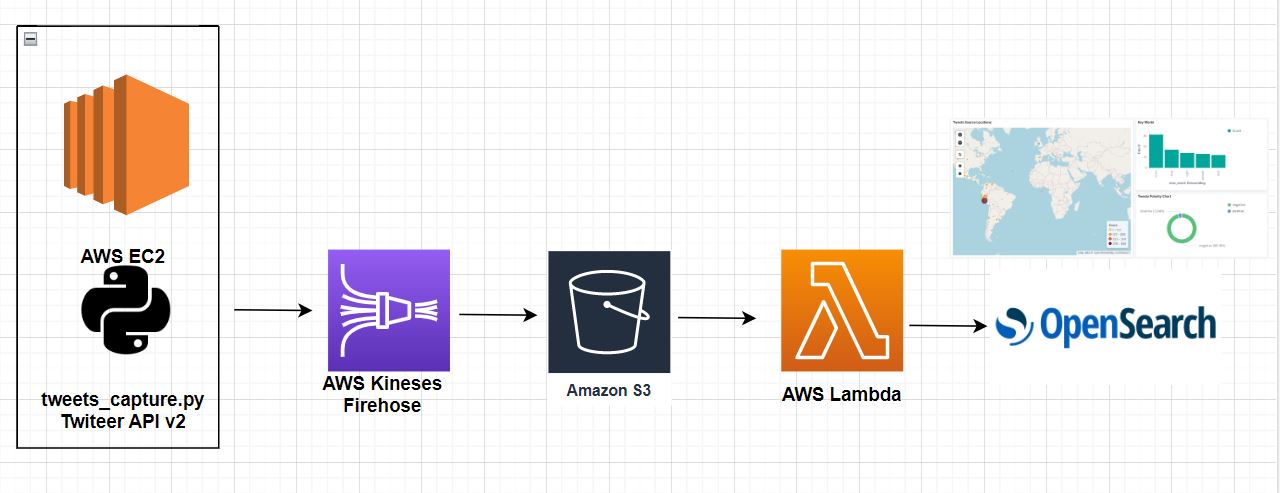 AWS EC2
tweets_capture.py
Twiteer API v2
AWS Kineses
Firehose
Amazon S3
AWS Lambda
Tweets Source Locations
Key Words
Tweets Polarity Chart
OpenSearch